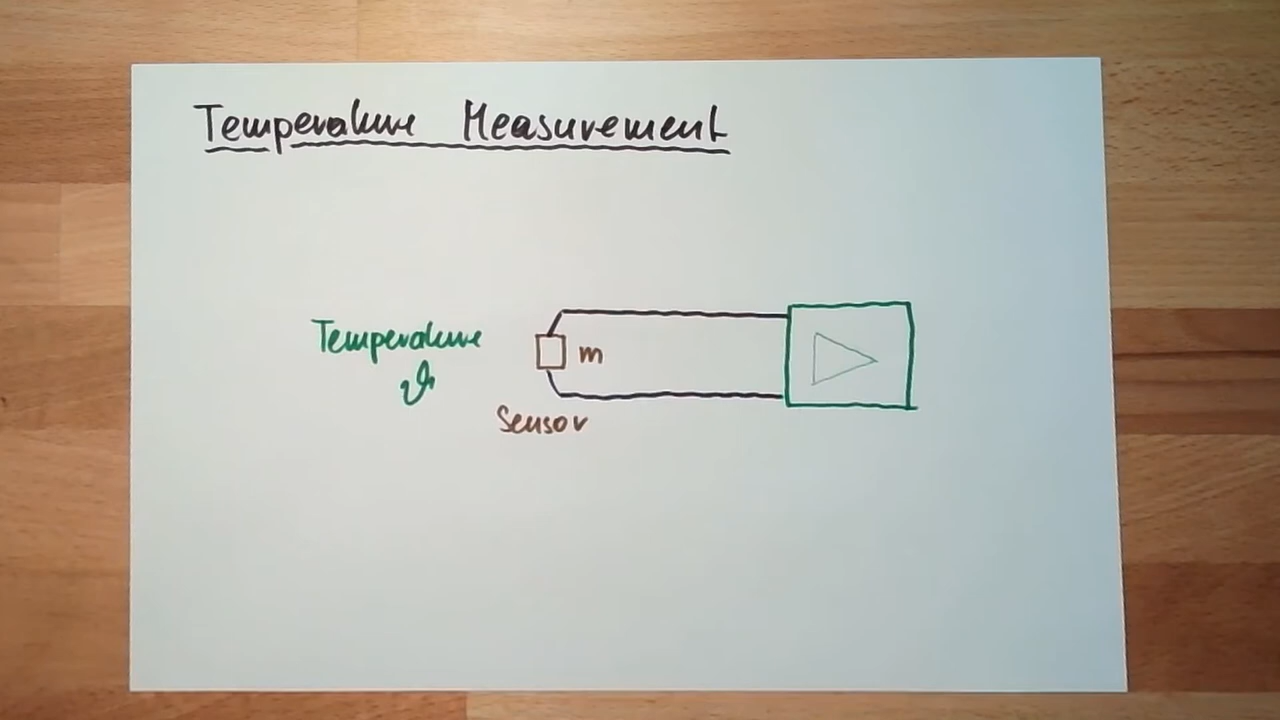 Temperature Measurement
Temperature
ϑ
m
Sensor